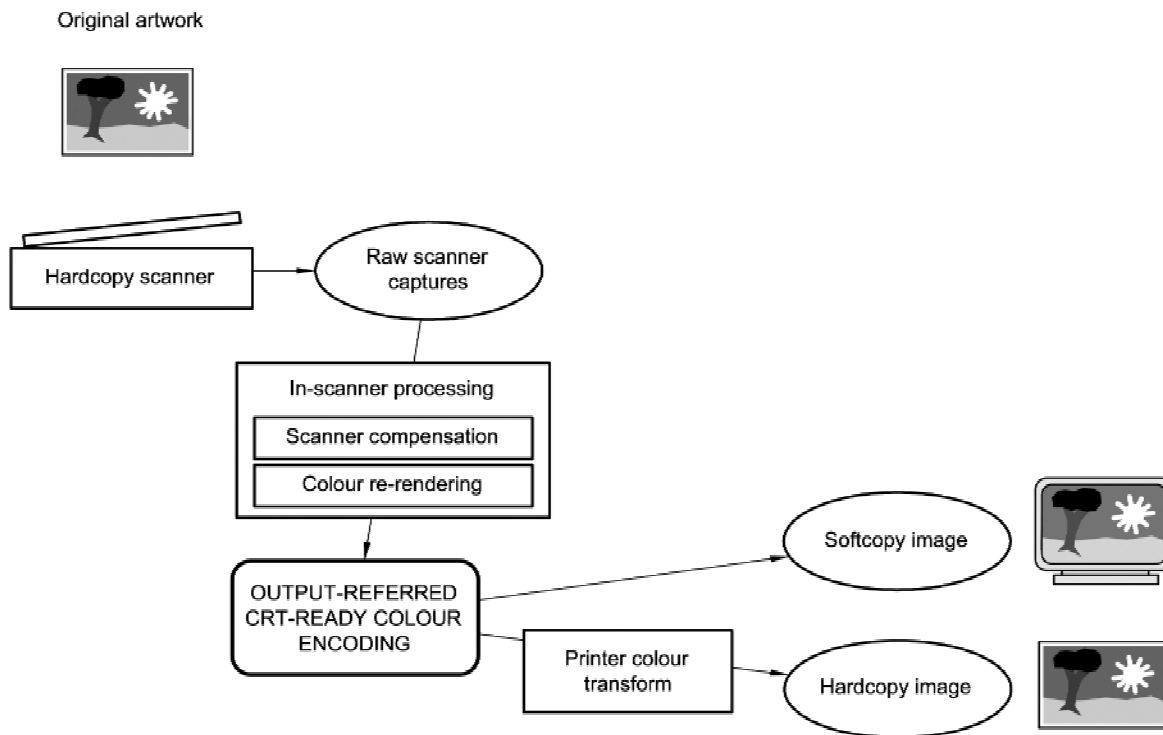 Original artwork
Hardcopy scanner
Raw scanner
captures
In-scanner processing
Scanner compensation
Colour re-rendering
OUTPUT-REFERRED
CRT-READY COLOUR
ENCODING
Softcopy image
Printer colour
transform
Hardcopy image